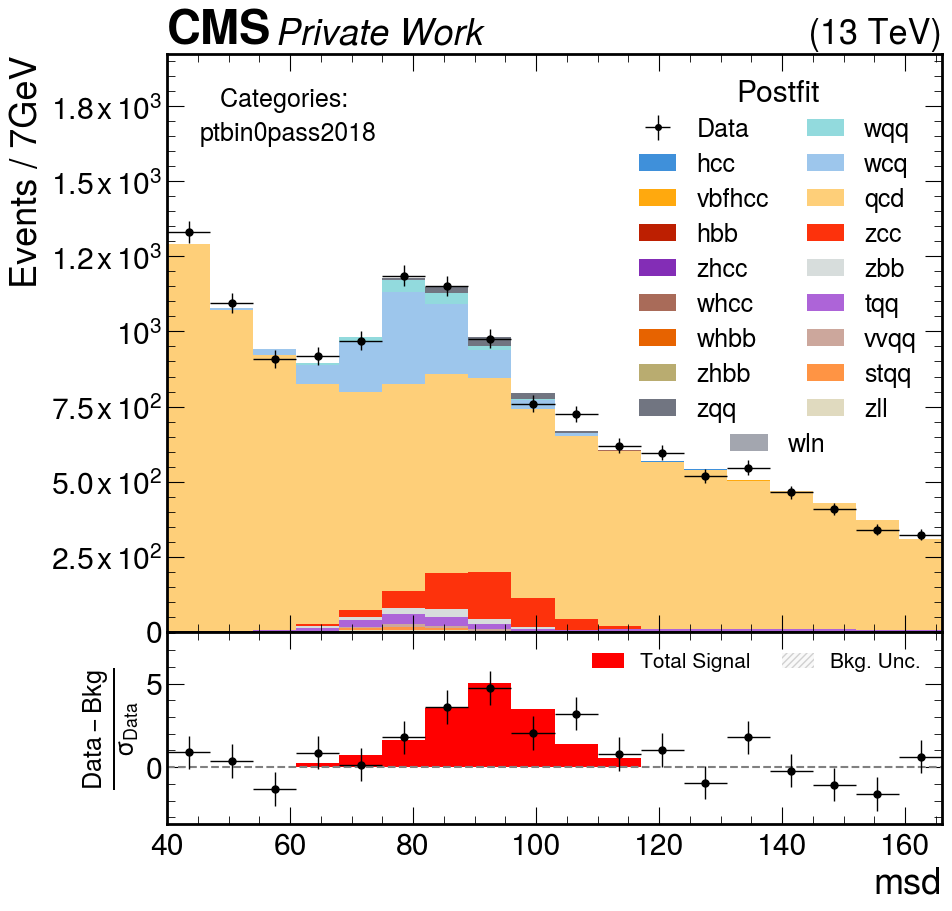 CMS Private Work (13 TeV)
Events / 7GeV
Categories:
ptbin0pass2018
Postfit
Data
hcc
vbfhcc
hbb
zhcc
whcc
whbb
zhbb
zqq
wqq
wcq
qcd
zcc
zbb
tqq
vvqq
stqq
zll
wln
1.8 x 10³
1.5 x 10³
1.2 x 10³
10³
7.5 x 10²
5.0 x 10²
2.5 x 10²
0
Total Signal
Bkg. Unc.
Data − Bkg
σData
5
0
40 60 80 100 120 140 160
msd